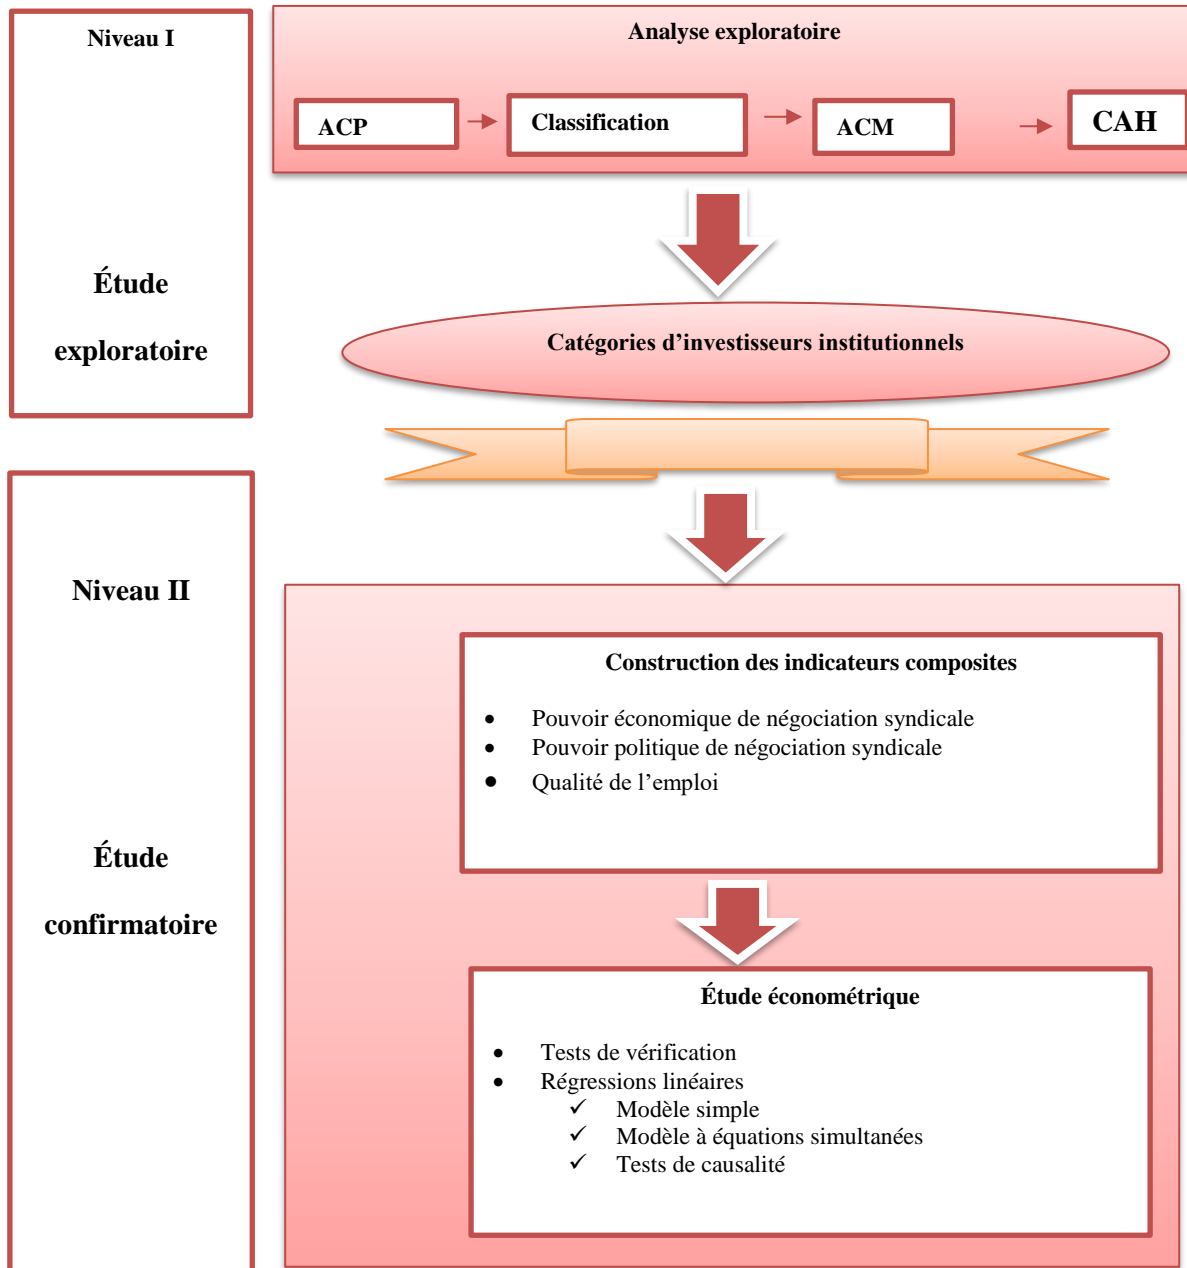 Niveau I
Étude
exploratoire
Analyse exploratoire
ACP
Classification
ACM
CAH
Catégories d’investisseurs institutionnels
Niveau II
Étude
confirmatoire
Construction des indicateurs composites
• Pouvoir économique de négociation syndicale
• Pouvoir politique de négociation syndicale
• Qualité de l’emploi
Étude économétrique
• Tests de vérification
• Régressions linéaires
✓ Modèle simple
✓ Modèle à équations simultanées
✓ Tests de causalité